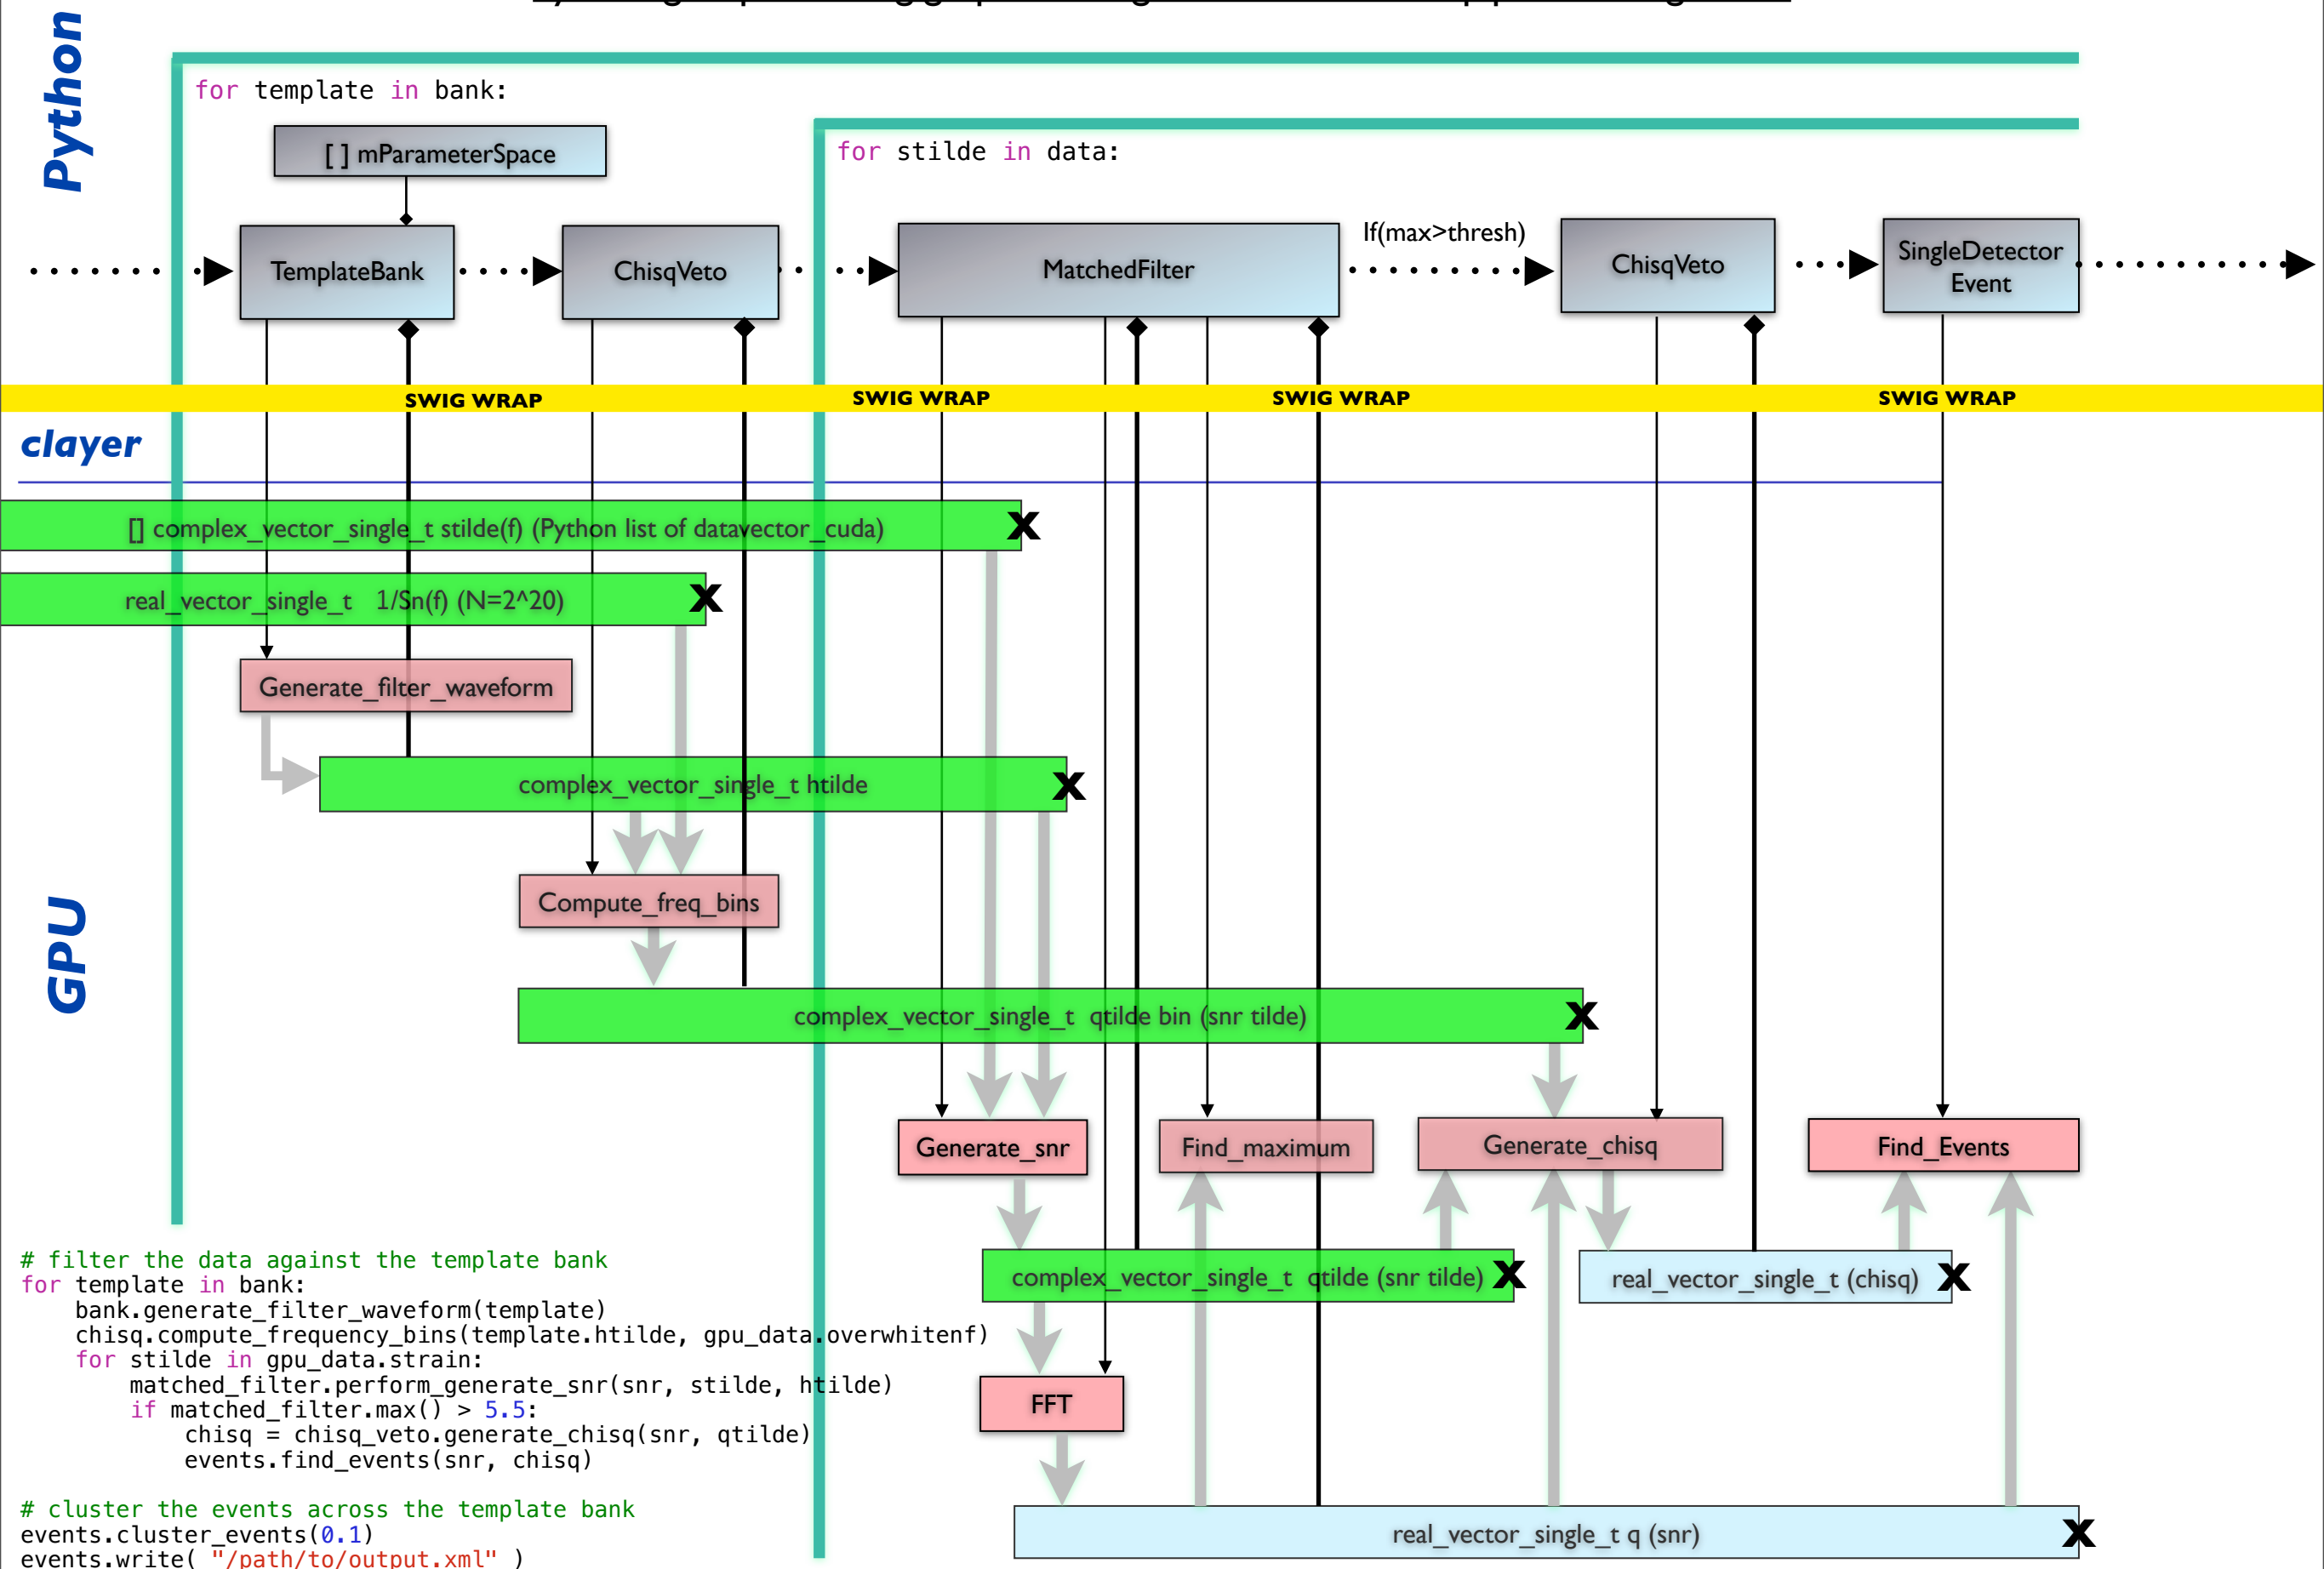 Python
for template in bank:
[ ] mParameterSpace
for stilde in data:
TemplateBank
ChisqVeto
MatchedFilter
If(max>thresh)
ChisqVeto
SingleDetector
Event
SWIG WRAP
SWIG WRAP
SWIG WRAP
SWIG WRAP
clayer
[] complex_vector_single_t stilde(f) (Python list of datavector_cuda)
X
real_vector_single_t 1/Sn(f) (N=2^20)
X
Generate_filter_waveform
complex_vector_single_t htilde
X
GPU
Compute_freq_bins
complex_vector_single_t qtilde bin (snr tilde)
X
Generate_snr
Find_maximum
Generate_chisq
Find_Events
complex_vector_single_t qtilde (snr tilde)
X
real_vector_single_t (chisq)
X
FFT
real_vector_single_t q (snr)
X
# filter the data against the template bank
for template in bank:
    bank.generate_filter_waveform(template)
    chisq.compute_frequency_bins(template.htilde, gpu_data.overwhitenf)
    for stilde in gpu_data.strain:
        matched_filter.perform_generate_snr(snr, stilde, htilde)
        if matched_filter.max() > 5.5:
            chisq = chisq_veto.generate_chisq(snr, qtilde)
            events.find_events(snr, chisq)
# cluster the events across the template bank
events.cluster_events(0.1)
events.write( "/path/to/output.xml" )